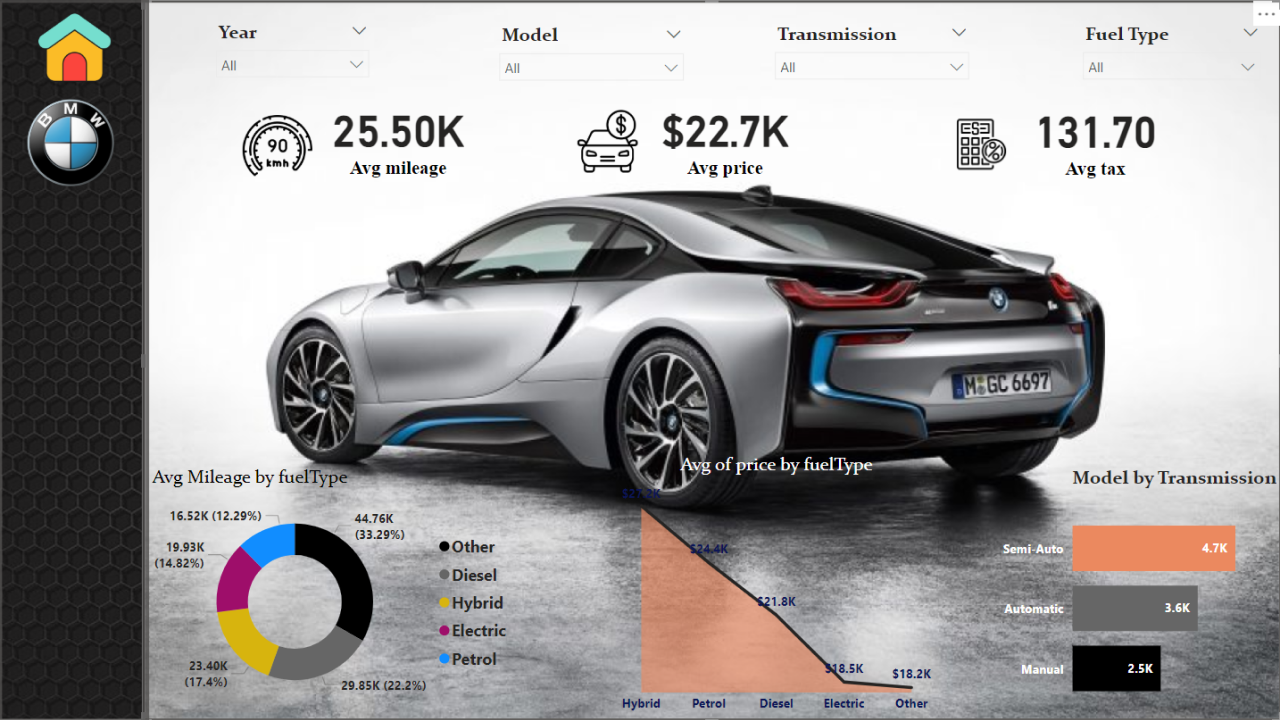 Year
Model
Transmission
Fuel Type
All
All
All
All
B M W
90
kmh
25.50K
Avg mileage
$
$22.7K
Avg price
%
131.70
Avg tax
M GC 6697
Avg Mileage by fuelType
16.52K (12.29%)
44.76K
(33.29%)
19.93K
(14.82%)
23.40K
(17.4%)
29.85K (22.2%)
Other
Diesel
Hybrid
Electric
Petrol
Avg of price by fuelType
$27.2K
$24.4K
$21.8K
$18.5K
$18.2K
Hybrid
Petrol
Diesel
Electric
Other
Model by Transmission
Semi-Auto
4.7K
Automatic
3.6K
Manual
2.5K